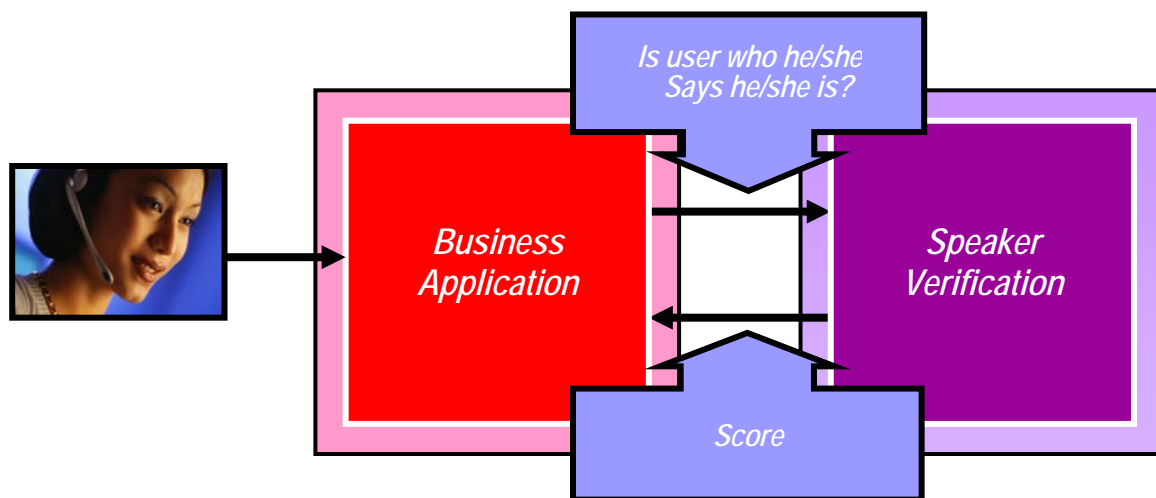 Is user who he/she
Says he/she is?
Business
Application
Speaker
Verification
Score